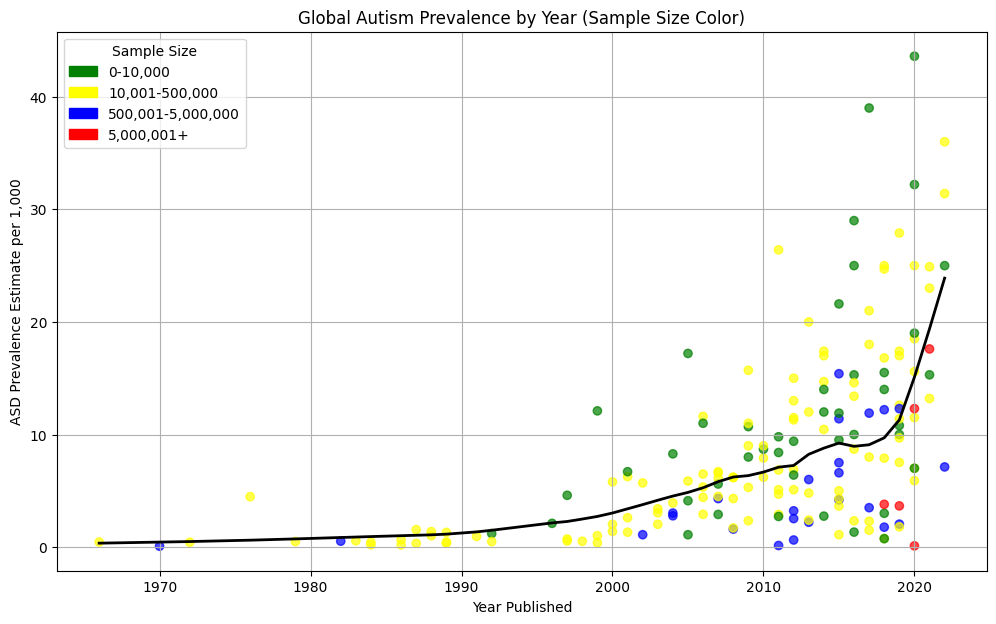 Global Autism Prevalence by Year (Sample Size Color)
Sample Size
0-10,000
10,001-500,000
500,001-5,000,000
5,000,001+
ASD Prevalence Estimate per 1,000
40
30
20
10
0
1970 1980 1990 2000 2010 2020
Year Published